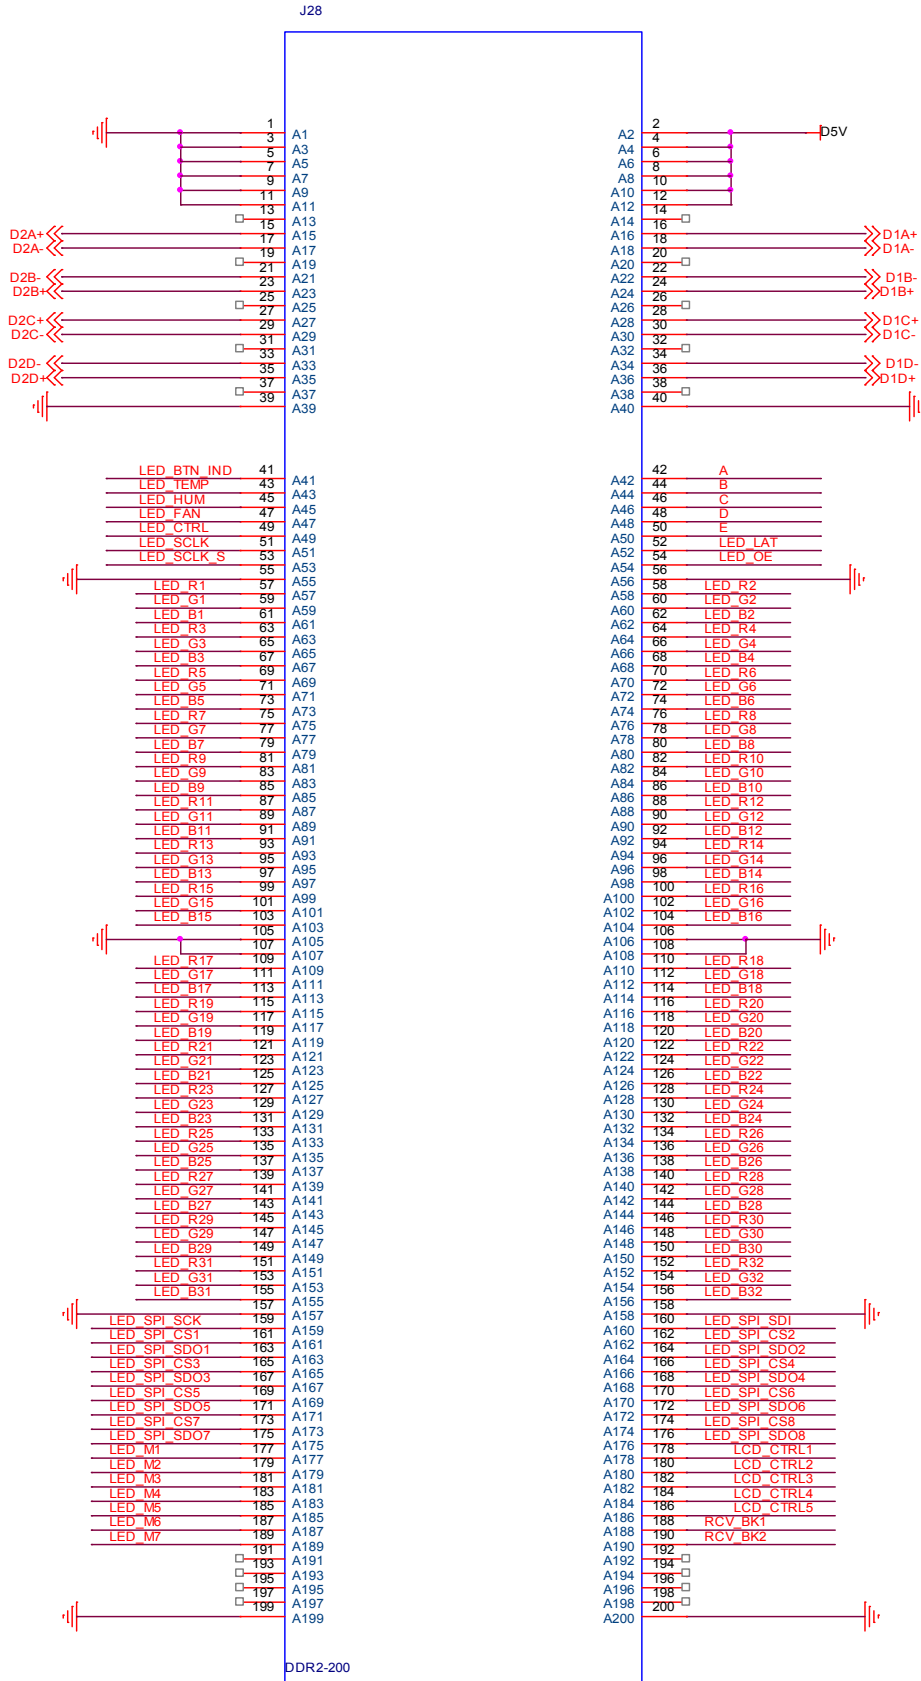 J28
1 A1 A2 2 D5V
3 A3 A4 4
5 A5 A6 6
7 A7 A8 8
9 A9 A10 10
11 A11 A12 12
13 A13 A14 14
D2A+ 15 A15 A16 16 D1A+
D2A- 17 A17 A18 18 D1A-
19 A19 A20 20
D2B- 21 A21 A22 22 D1B-
D2B+ 23 A23 A24 24 D1B+
25 A25 A26 26
D2C+ 27 A27 A28 28 D1C+
D2C- 29 A29 A30 30 D1C-
31 A31 A32 32
D2D- 33 A33 A34 34 D1D-
D2D+ 35 A35 A36 36 D1D+
37 A37 A38 38
39 A39 A40 40
LED_BTN_IND 41 A41 A42 42 A
LED_TEMP 43 A43 A44 44 B
LED_HUM 45 A45 A46 46 C
LED_FAN 47 A47 A48 48 D
LED_CTRL 49 A49 A50 50 E
LED_SCLK 51 A51 A52 52 LED_LAT
LED_SCLK_S 53 A53 A54 54 LED_OE
55 A55 A56 56
LED_R1 57 A57 A58 58 LED_R2
LED_G1 59 A59 A60 60 LED_G2
LED_B1 61 A61 A62 62 LED_B2
LED_R3 63 A63 A64 64 LED_R4
LED_G3 65 A65 A66 66 LED_G4
LED_B3 67 A67 A68 68 LED_B4
LED_R5 69 A69 A70 70 LED_R6
LED_G5 71 A71 A72 72 LED_G6
LED_B5 73 A73 A74 74 LED_B6
LED_R7 75 A75 A76 76 LED_R8
LED_G7 77 A77 A78 78 LED_G8
LED_B7 79 A79 A80 80 LED_B8
LED_R9 81 A81 A82 82 LED_R10
LED_G9 83 A83 A84 84 LED_G10
LED_B9 85 A85 A86 86 LED_B10
LED_R11 87 A87 A88 88 LED_R12
LED_G11 89 A89 A90 90 LED_G12
LED_B11 91 A91 A92 92 LED_B12
LED_R13 93 A93 A94 94 LED_R14
LED_G13 95 A95 A96 96 LED_G14
LED_B13 97 A97 A98 98 LED_B14
LED_R15 99 A99 A100 100 LED_R16
LED_G15 101 A101 A102 102 LED_G16
LED_B15 103 A103 A104 104 LED_B16
105 A105 A106 106
107 A107 A108 108
LED_R17 109 A109 A110 110 LED_R18
LED_G17 111 A111 A112 112 LED_G18
LED_B17 113 A113 A114 114 LED_B18
LED_R19 115 A115 A116 116 LED_R20
LED_G19 117 A117 A118 118 LED_G20
LED_B19 119 A119 A120 120 LED_B20
LED_R21 121 A121 A122 122 LED_R22
LED_G21 123 A123 A124 124 LED_G22
LED_B21 125 A125 A126 126 LED_B22
LED_R23 127 A127 A128 128 LED_R24
LED_G23 129 A129 A130 130 LED_G24
LED_B23 131 A131 A132 132 LED_B24
LED_R25 133 A133 A134 134 LED_R26
LED_G25 135 A135 A136 136 LED_G26
LED_B25 137 A137 A138 138 LED_B26
LED_R27 139 A139 A140 140 LED_R28
LED_G27 141 A141 A142 142 LED_G28
LED_B27 143 A143 A144 144 LED_B28
LED_R29 145 A145 A146 146 LED_R30
LED_G29 147 A147 A148 148 LED_G30
LED_B29 149 A149 A150 150 LED_B30
LED_R31 151 A151 A152 152 LED_R32
LED_G31 153 A153 A154 154 LED_G32
LED_B31 155 A155 A156 156 LED_B32
157 A157 A158 158
LED_SPI_SCK 159 A159 A160 160 LED_SPI_SDI
LED_SPI_CS1 161 A161 A162 162 LED_SPI_CS2
LED_SPI_SDO1 163 A163 A164 164 LED_SPI_SDO2
LED_SPI_CS3 165 A165 A166 166 LED_SPI_CS4
LED_SPI_SDO3 167 A167 A168 168 LED_SPI_SDO4
LED_SPI_CS5 169 A169 A170 170 LED_SPI_CS6
LED_SPI_SDO5 171 A171 A172 172 LED_SPI_SDO6
LED_SPI_CS7 173 A173 A174 174 LED_SPI_CS8
LED_SPI_SDO7 175 A175 A176 176 LED_SPI_SDO8
LED_M1 177 A177 A178 178 LCD_CTRL1
LED_M2 179 A179 A180 180 LCD_CTRL2
LED_M3 181 A181 A182 182 LCD_CTRL3
LED_M4 183 A183 A184 184 LCD_CTRL4
LED_M5 185 A185 A186 186 LCD_CTRL5
LED_M6 187 A187 A188 188 RCV_BK1
LED_M7 189 A189 A190 190 RCV_BK2
191 A191 A192 192
193 A193 A194 194
195 A195 A196 196
197 A197 A198 198
199 A199 A200 200
DDR2-200